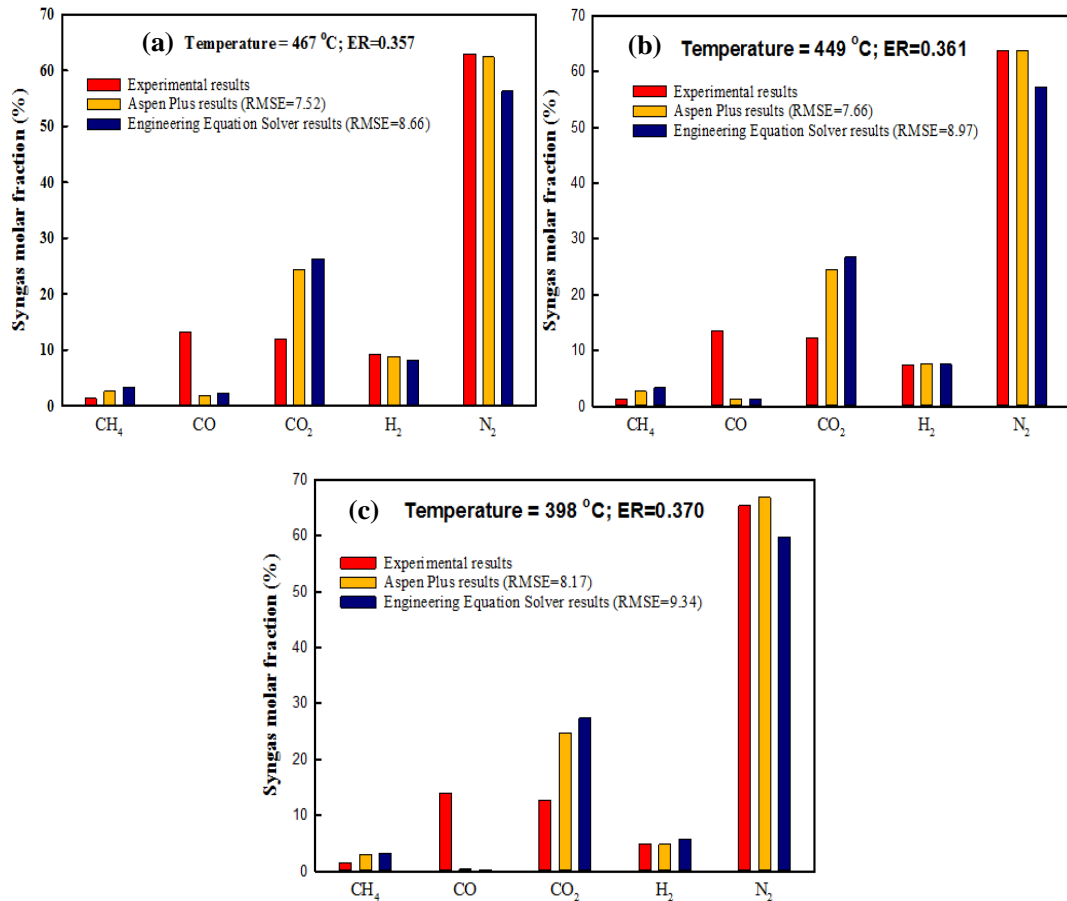 (a) Temperature = 467 ⁰C; ER=0.357
Experimental results
Aspen Plus results (RMSE=7.52)
Engineering Equation Solver results (RMSE=8.66)
Syngas molar fraction (%)
70
60
50
40
30
20
10
0
CH₄ CO CO₂ H₂ N₂
(b) Temperature = 449 ⁰C; ER=0.361
Experimental results
Aspen Plus results (RMSE=7.66)
Engineering Equation Solver results (RMSE=8.97)
Syngas molar fraction (%)
70
60
50
40
30
20
10
0
CH₄ CO CO₂ H₂ N₂
(c) Temperature = 398 ⁰C; ER=0.370
Experimental results
Aspen Plus results (RMSE=8.17)
Engineering Equation Solver results (RMSE=9.34)
Syngas molar fraction (%)
70
60
50
40
30
20
10
0
CH₄ CO CO₂ H₂ N₂